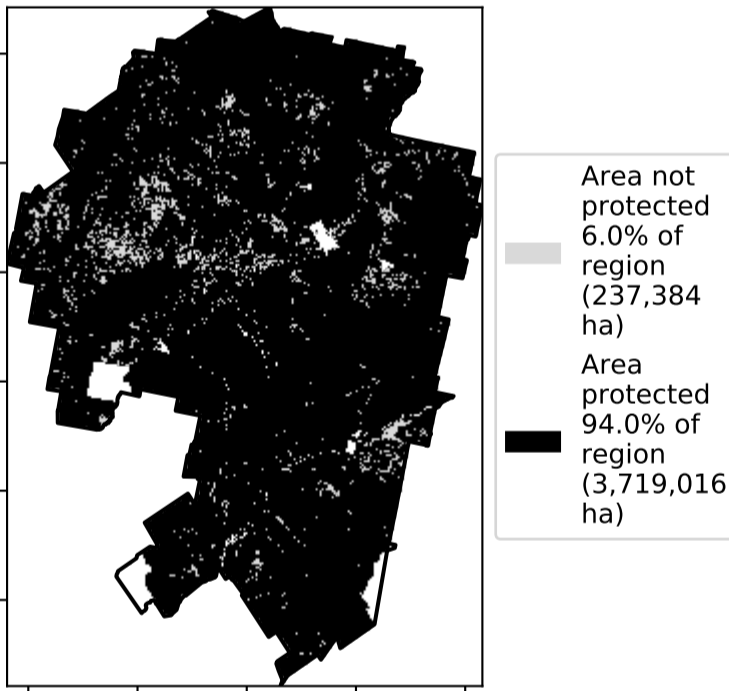 Area not
protected
6.0% of
region
(237,384
ha)
Area
protected
94.0% of
region
(3,719,016
ha)